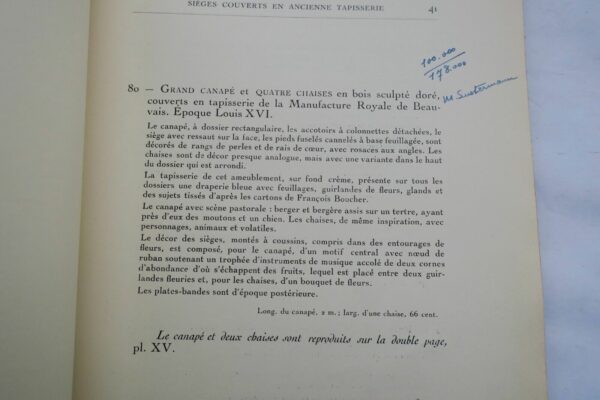 SIÈGES COUVERTS EN ANCIENNE TAPISSERIE 41
100.000
178.000
80 — GRAND CANAPÉ et QUATRE CHAISES en bois sculpté doré,
couverts en tapisserie de la Manufacture Royale de Beau-
vais. Époque Louis XVI.
Le canapé, à dossier rectangulaire, les accotoirs à colonnettes détachées, le
siège avec ressaut sur la face, les pieds fuselés cannelés à base feuillagée, sont
décorés de rangs de perles et de rais de cœur, avec rosaces aux angles. Les
chaises sont de décor presque analogue, mais avec une variante dans le haut
du dossier qui est arrondi.
La tapisserie de cet ameublement, sur fond crème, présente sur tous les
dossiers une draperie bleue avec feuillages, guirlandes de fleurs, glands et
des sujets tissés d'après les cartons de François Boucher.
Le canapé avec scène pastorale : berger et bergère assis sur un tertre, ayant
près d'eux des moutons et un chien. Les chaises, de même inspiration, avec
personnages, animaux et volatiles.
Le décor des sièges, montés à coussins, compris dans des entourages de
fleurs, est composé, pour le canapé, d'un motif central avec nœud de
ruban soutenant un trophée d'instruments de musique accolé de deux cornes
d'abondance d'où s'échappent des fruits, lequel est placé entre deux guir-
landes fleuries et, pour les chaises, d'un bouquet de fleurs.
Les plates-bandes sont d'époque postérieure.
Long. du canapé, 2 m. ; larg. d'une chaise, 66 cent.
Le canapé et deux chaises sont reproduits sur la double page,
pl. XV.